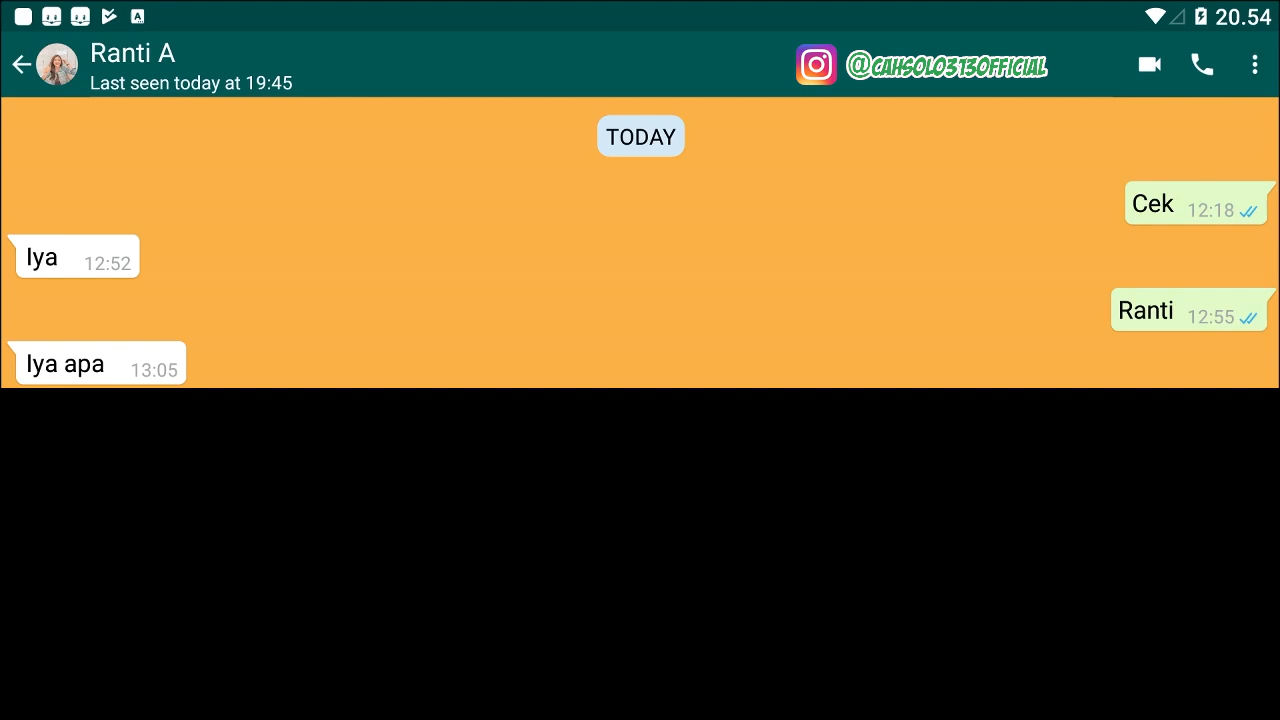 20.54
Ranti A
Last seen today at 19:45
@CAHSOLO313OFFICIAL
TODAY
Cek 12:18
Iya 12:52
Ranti 12:55
Iya apa 13:05